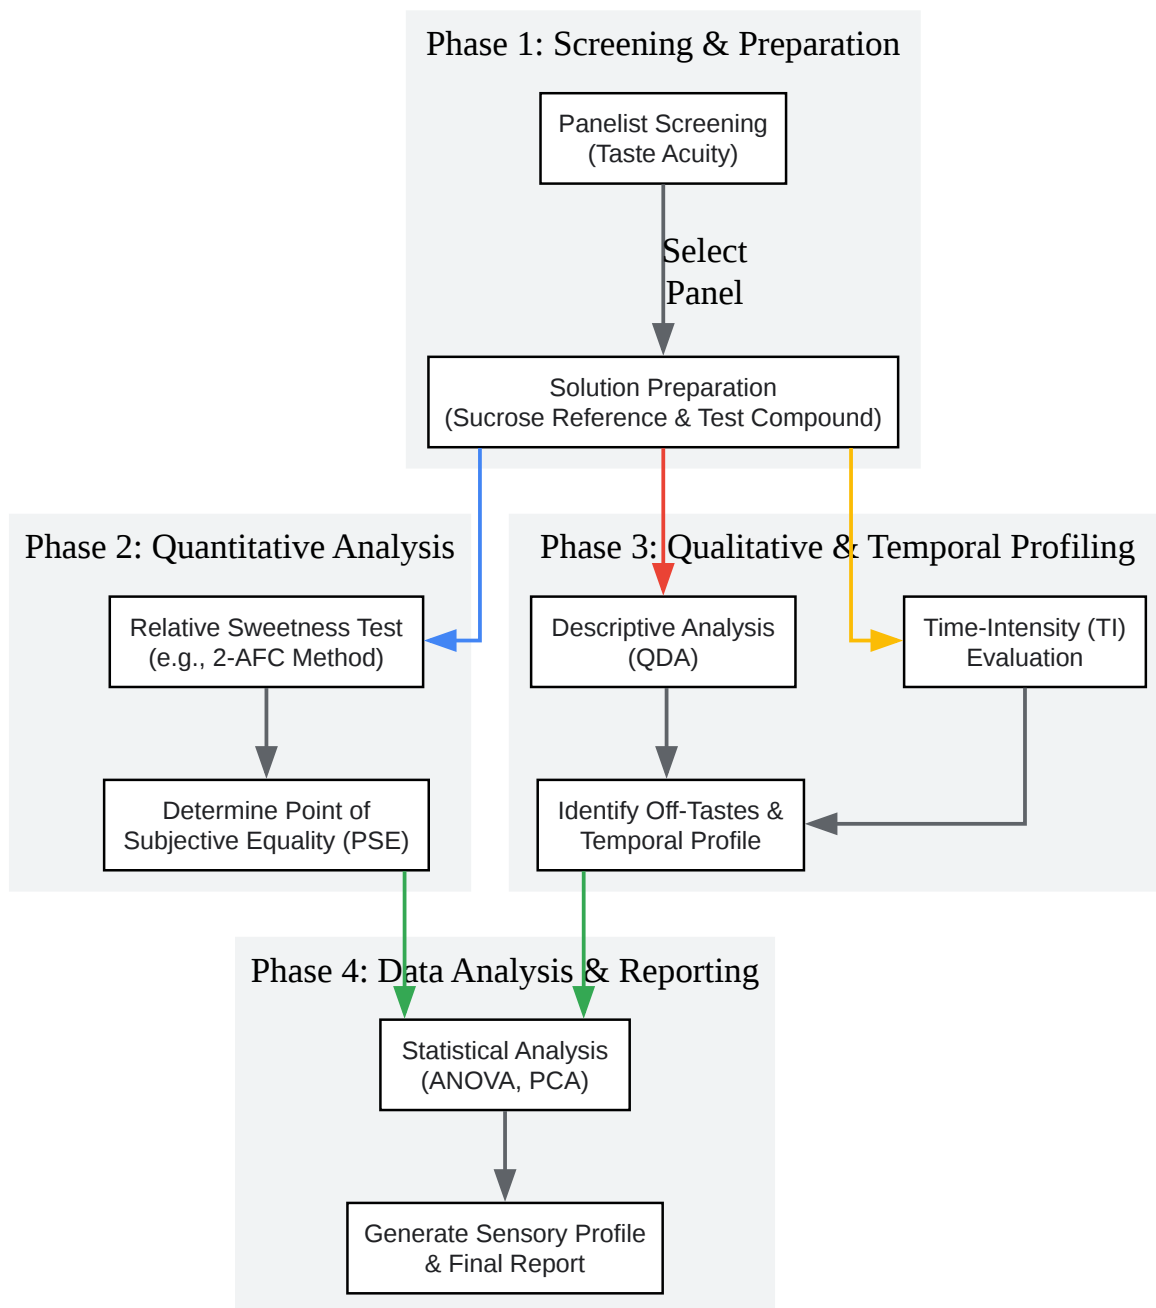 Phase 1: Screening & Preparation
Panelist Screening
(Taste Acuity)
Select
Panel
Solution Preparation
(Sucrose Reference & Test Compound)
Phase 2: Quantitative Analysis
Relative Sweetness Test
(e.g., 2-AFC Method)
Determine Point of
Subjective Equality (PSE)
Phase 3: Qualitative & Temporal Profiling
Descriptive Analysis
(QDA)
Time-Intensity (TI)
Evaluation
Identify Off-Tastes &
Temporal Profile
Phase 4: Data Analysis & Reporting
Statistical Analysis
(ANOVA, PCA)
Generate Sensory Profile
& Final Report